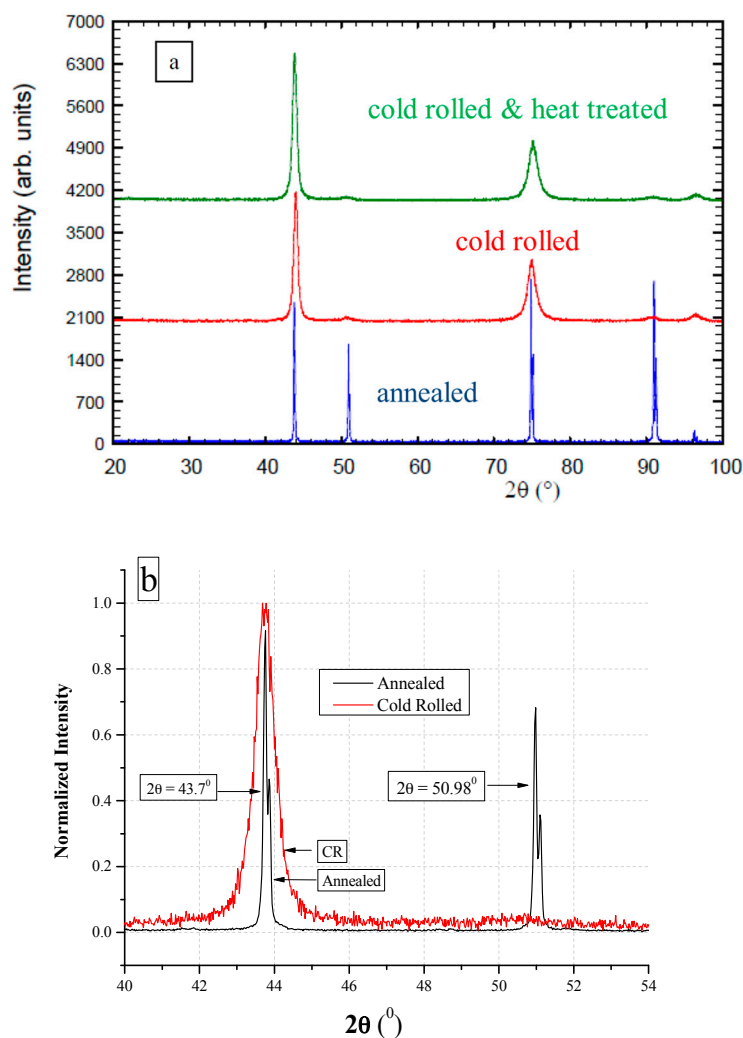 7000
a
6300
cold rolled & heat treated
5600
4900
4200
3500
cold rolled
2800
2100
1400
annealed
700
0
Intensity (arb. units)
20 30 40 50 60 70 80 90 100
2θ (°)
b
1.0
0.8
Annealed
Cold Rolled
0.6
2θ = 43.7⁰
2θ = 50.98⁰
0.4
CR
0.2
Annealed
0.0
Normalized Intensity
40 42 44 46 48 50 52 54
2θ (⁰)